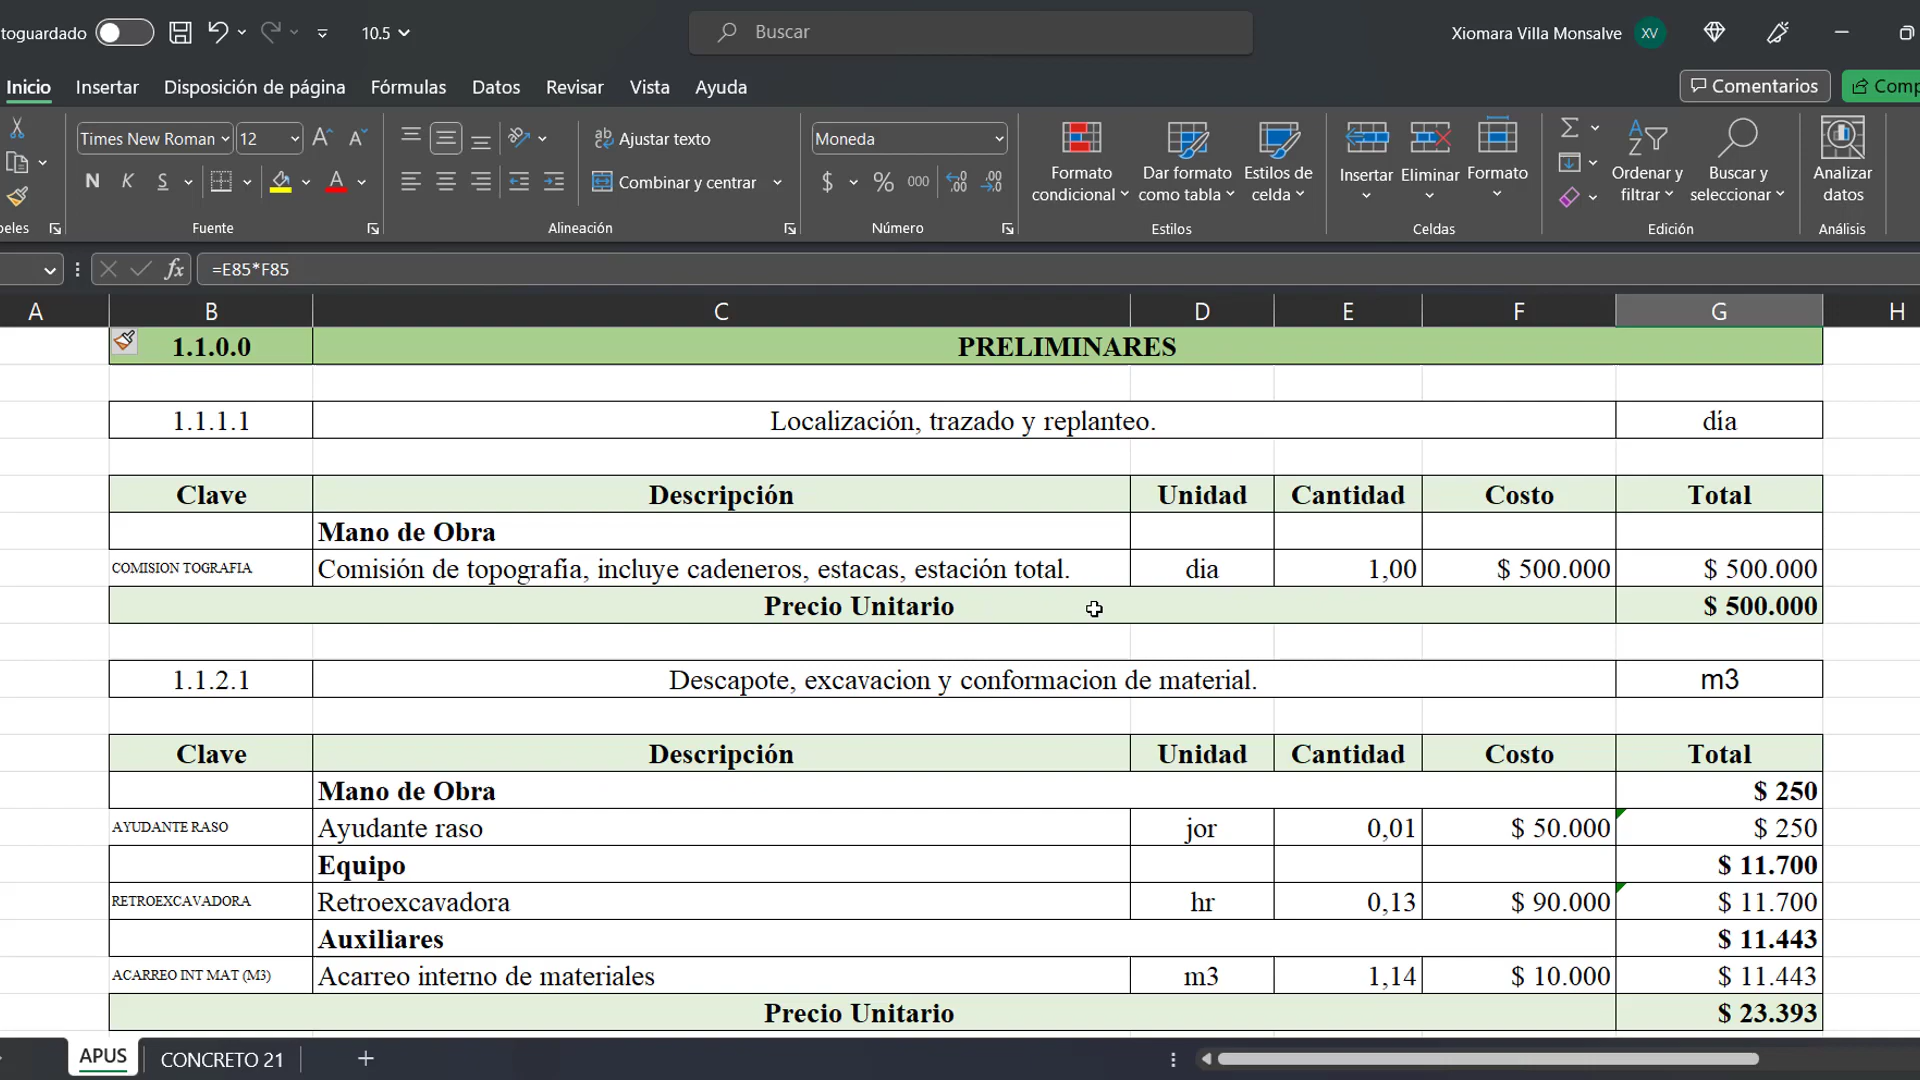 toguardado 10.5 Buscar Xiomara Villa Monsalve XV
Inicio Insertar Disposición de página Fórmulas Datos Revisar Vista Ayuda Comentarios Comp
Times New Roman 12 Ajustar texto Moneda
N K S Combinar y centrar $ % 000
Formato condicional Dar formato como tabla Estilos de celda Insertar Eliminar Formato Ordenar y filtrar Buscar y seleccionar Analizar datos
peles Fuente Alineación Número Estilos Celdas Edición Análisis
fx =E85*F85
A B C D E F G H
1.1.0.0 PRELIMINARES
1.1.1.1 Localización, trazado y replanteo. día
Clave Descripción Unidad Cantidad Costo Total
Mano de Obra
COMISION TOGRAFIA Comisión de topografía, incluye cadeneros, estacas, estación total. dia 1,00 $ 500.000 $ 500.000
Precio Unitario $ 500.000
1.1.2.1 Descapote, excavacion y conformacion de material. m3
Clave Descripción Unidad Cantidad Costo Total
Mano de Obra $ 250
AYUDANTE RASO Ayudante raso jor 0,01 $ 50.000 $ 250
Equipo $ 11.700
RETROEXCAVADORA Retroexcavadora hr 0,13 $ 90.000 $ 11.700
Auxiliares $ 11.443
ACARREO INT MAT (M3) Acarreo interno de materiales m3 1,14 $ 10.000 $ 11.443
Precio Unitario $ 23.393
APUS CONCRETO 21